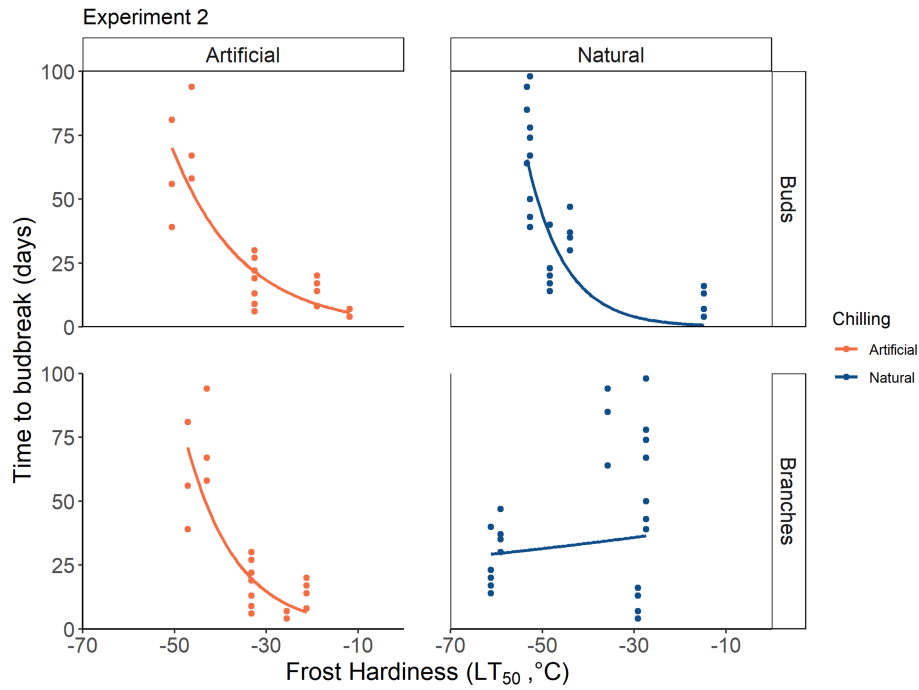 Experiment 2
Artificial
Natural
100
75
50
25
0
Buds
100
75
50
25
0
Branches
-70
-50
-30
-10
-70
-50
-30
-10
Time to budbreak (days)
Frost Hardiness (LT50 ,°C)
Chilling
Artificial
Natural